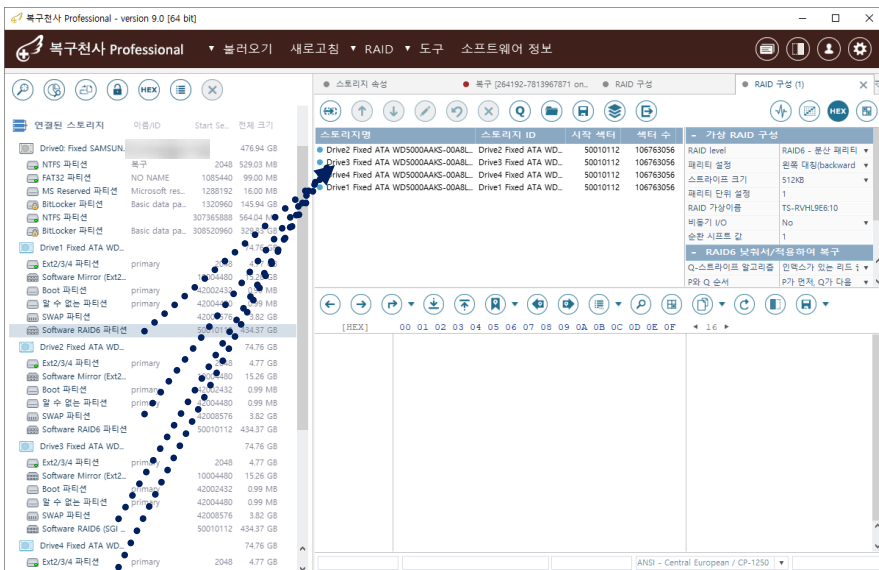 복구천사 Professional - version 9.0 [64 bit]
복구천사 Professional ▼ 불러오기 새로고침 ▼ RAID ▼ 도구 소프트웨어 정보
HEX
연결된 스토리지 이름/ID Start Se... 전체 크기
Drive0: Fixed SAMSUN. 476.94 GB
NTFS 파티션 복구 2048 529.03 MB
FAT32 파티션 NO NAME 1085440 99.00 MB
MS Reserved 파티션 Microsoft res... 1288192 16.00 MB
BitLocker 파티션 Basic data pa... 1320960 145.94 GB
NTFS 파티션 307365888 564.04
BitLocker 파티션 Basic data pa... 308520960
Drive1 Fixed ATA WD... 74.76 GB
Ext2/3/4 파티션 primary
Software Mirror (Ext2...
Boot 파티션 primary 42002432 MB
알 수 없는 파티션 primary MB
SWAP 파티션 3.82 GB
Software RAID6 파티션 434.37 GB
Drive2 Fixed ATA WD... 74.76 GB
Ext2/3/4 파티션 primary 4.77 GB
Software Mirror (Ext2... 15.26 GB
Boot 파티션 primary 0.99 MB
알 수 없는 파티션 42004480 0.99 MB
SWAP 파티션 42008576 3.82 GB
Software RAID6 파티션 50010112 434.37 GB
Drive3 Fixed ATA WD... 74.76 GB
Ext2/3/4 파티션 2048 4.77 GB
Software Mirror (Ext2... 10004480 15.26 GB
Boot 파티션 primary 42002432 0.99 MB
알 수 없는 파티션 primary 42004480 0.99 MB
SWAP 파티션 42008576 3.82 GB
Software RAID6 (SGI ... 50010112 434.37 GB
Drive4 Fixed ATA WD... 74.76 GB
Ext2/3/4 파티션 primary 2048 4.77 GB
스토리지 속성 복구 [264192-7813967871 on... RAID 구성 RAID 구성 (1)
Q HEX
스토리지명 스토리지 ID 시작 섹터 섹터 수
Drive2 Fixed ATA WD5000AAKS-00A8L... Drive2 Fixed ATA WD... 50010112 106763056
Drive3 Fixed ATA WD5000AAKS-00A8L... Drive3 Fixed ATA WD... 50010112 106763056
Drive4 Fixed ATA WD5000AAKS-00A8L... Drive4 Fixed ATA WD... 50010112 106763056
Drive1 Fixed ATA WD5000AAKS-00A8L... Drive1 Fixed ATA WD... 50010112 106763056
- 가상 RAID 구성
RAID level RAID6 - 분산 패리티
패리티 설정 왼쪽 대칭(backward
스트라이프 크기 512KB
패리티 단위 설정 1
RAID 가상이름 TS-RVHL9E6:10
비동기 I/O No
순환 시프트 값 1
- RAID6 낮춰서/적용하여 복구
Q-스트라이프 알고리즘 인덱스가 있는 리드
P와 Q 순서 P가 먼저, Q가 다음
[HEX] 00 01 02 03 04 05 06 07 08 09 0A 0B 0C 0D 0E 0F ◄ 16 ►
ANSI - Central European / CP-1250